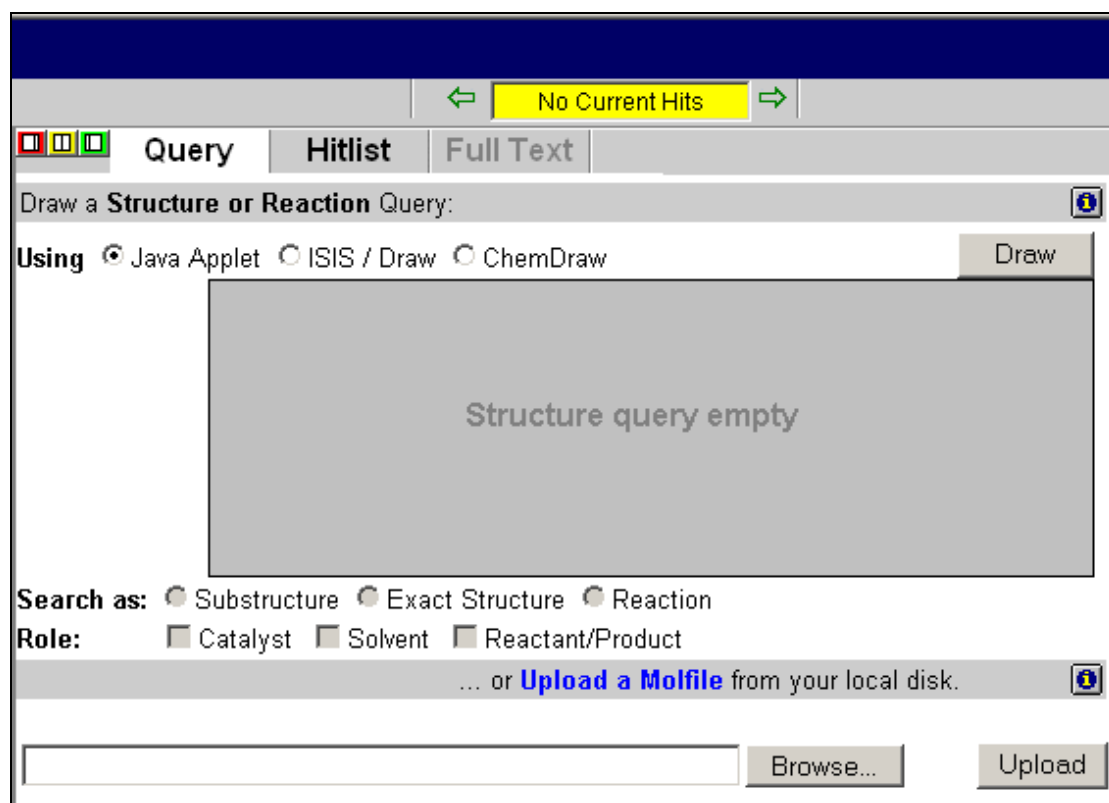 No Current Hits
Query Hitlist Full Text
Draw a Structure or Reaction Query:
Using Java Applet ISIS / Draw ChemDraw Draw
Structure query empty
Search as: Substructure Exact Structure Reaction
Role: Catalyst Solvent Reactant/Product
... or Upload a Molfile from your local disk.
Browse... Upload